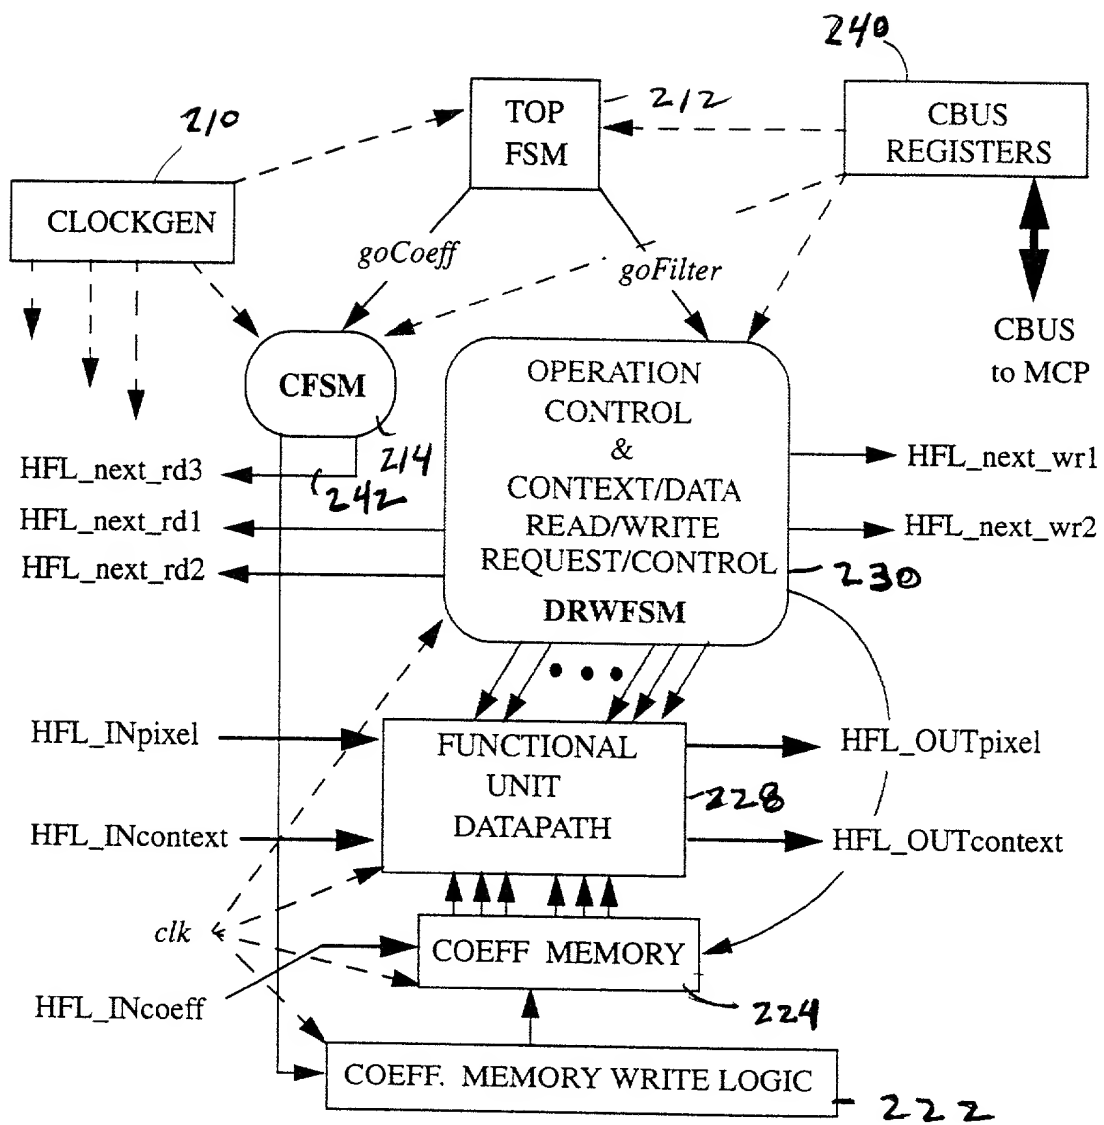 240
TOP
FSM
212
CBUS
REGISTERS
210
CLOCKGEN
goCoeff
goFilter
CBUS
to MCP
CFSM
214
242
OPERATION
CONTROL
&
CONTEXT/DATA
READ/WRITE
REQUEST/CONTROL
DRWFSM
230
HFL_next_rd3
HFL_next_rd1
HFL_next_rd2
HFL_next_wr1
HFL_next_wr2
HFL_INpixel
HFL_INcontext
FUNCTIONAL
UNIT
DATAPATH
228
HFL_OUTpixel
HFL_OUTcontext
clk
HFL_INcoeff
COEFF MEMORY
224
COEFF. MEMORY WRITE LOGIC
222